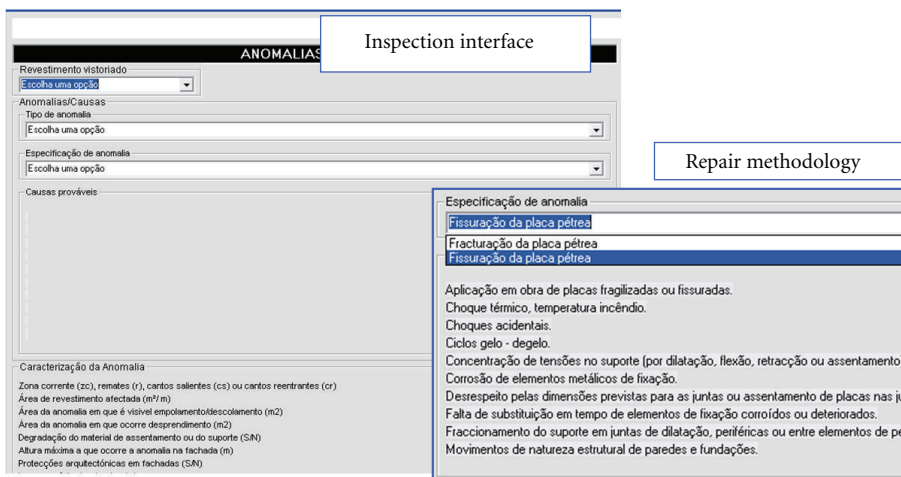 Inspection interface
ANOMALIAS
Revestimento vistoriado
Escolha uma opção
Anomalias/Causas
Tipo de anomalia
Escolha uma opção
Especificação de anomalia
Escolha uma opção
Causas prováveis
Caracterização da Anomalia
Zona corrente (zc), remates (r), cantos salientes (cs) ou cantos reentrantes (cr)
Área de revestimento afectada (m²/ m)
Área da anomalia em que é visivel empolamento/descolamento (m2)
Área da anomalia em que ocorre desprendimento (m2)
Degradação do material de assentamento ou do suporte (S/N)
Altura máxima a que ocorre a anomalia na fachada (m)
Protecções arquitectónicas em fachadas (S/N)
Repair methodology
Especificação de anomalia
Fissuração da placa pétrea
Fracturação da placa pétrea
Fissuração da placa pétrea
Aplicação em obra de placas fragilizadas ou fissuradas.
Choque térmico, temperatura incêndio.
Choques acidentais.
Ciclos gelo - degelo.
Concentração de tensões no suporte (por dilatação, flexão, retracção ou assentamento
Corrosão de elementos metálicos de fixação.
Desrespeito pelas dimensões previstas para as juntas ou assentamento de placas nas
Falta de substituição em tempo de elementos de fixação corroídos ou deteriorados.
Fraccionamento do suporte em juntas de dilatação, periféricas ou entre elementos de
Movimentos de natureza estrutural de paredes e fundações.